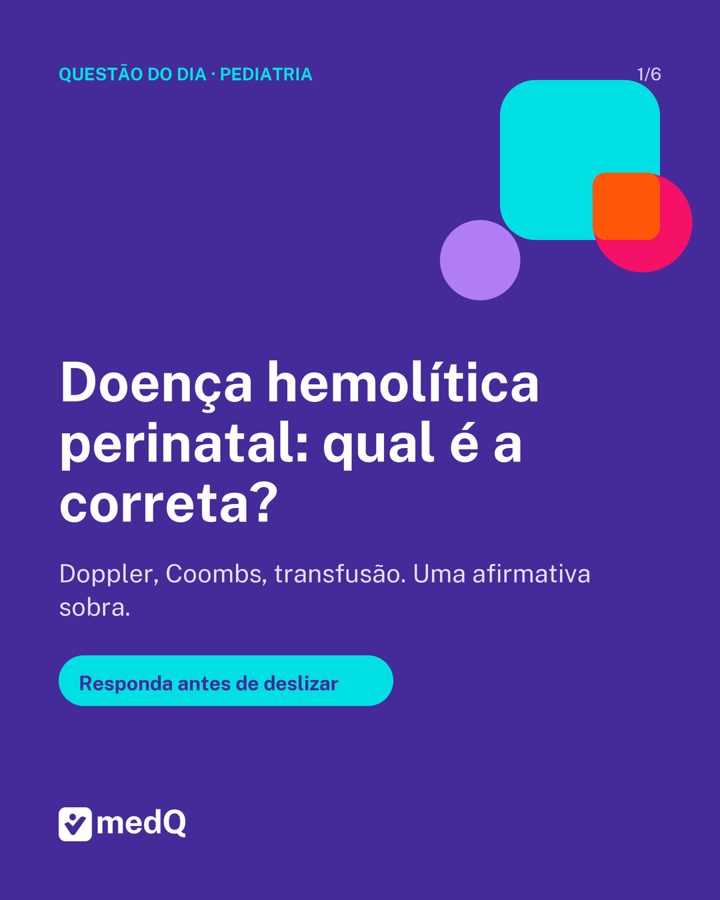 QUESTÃO DO DIA · PEDIATRIA
1/6
Doença hemolítica
perinatal: qual é a
correta?
Doppler, Coombs, transfusão. Uma afirmativa
sobra.
Responda antes de deslizar
medQ